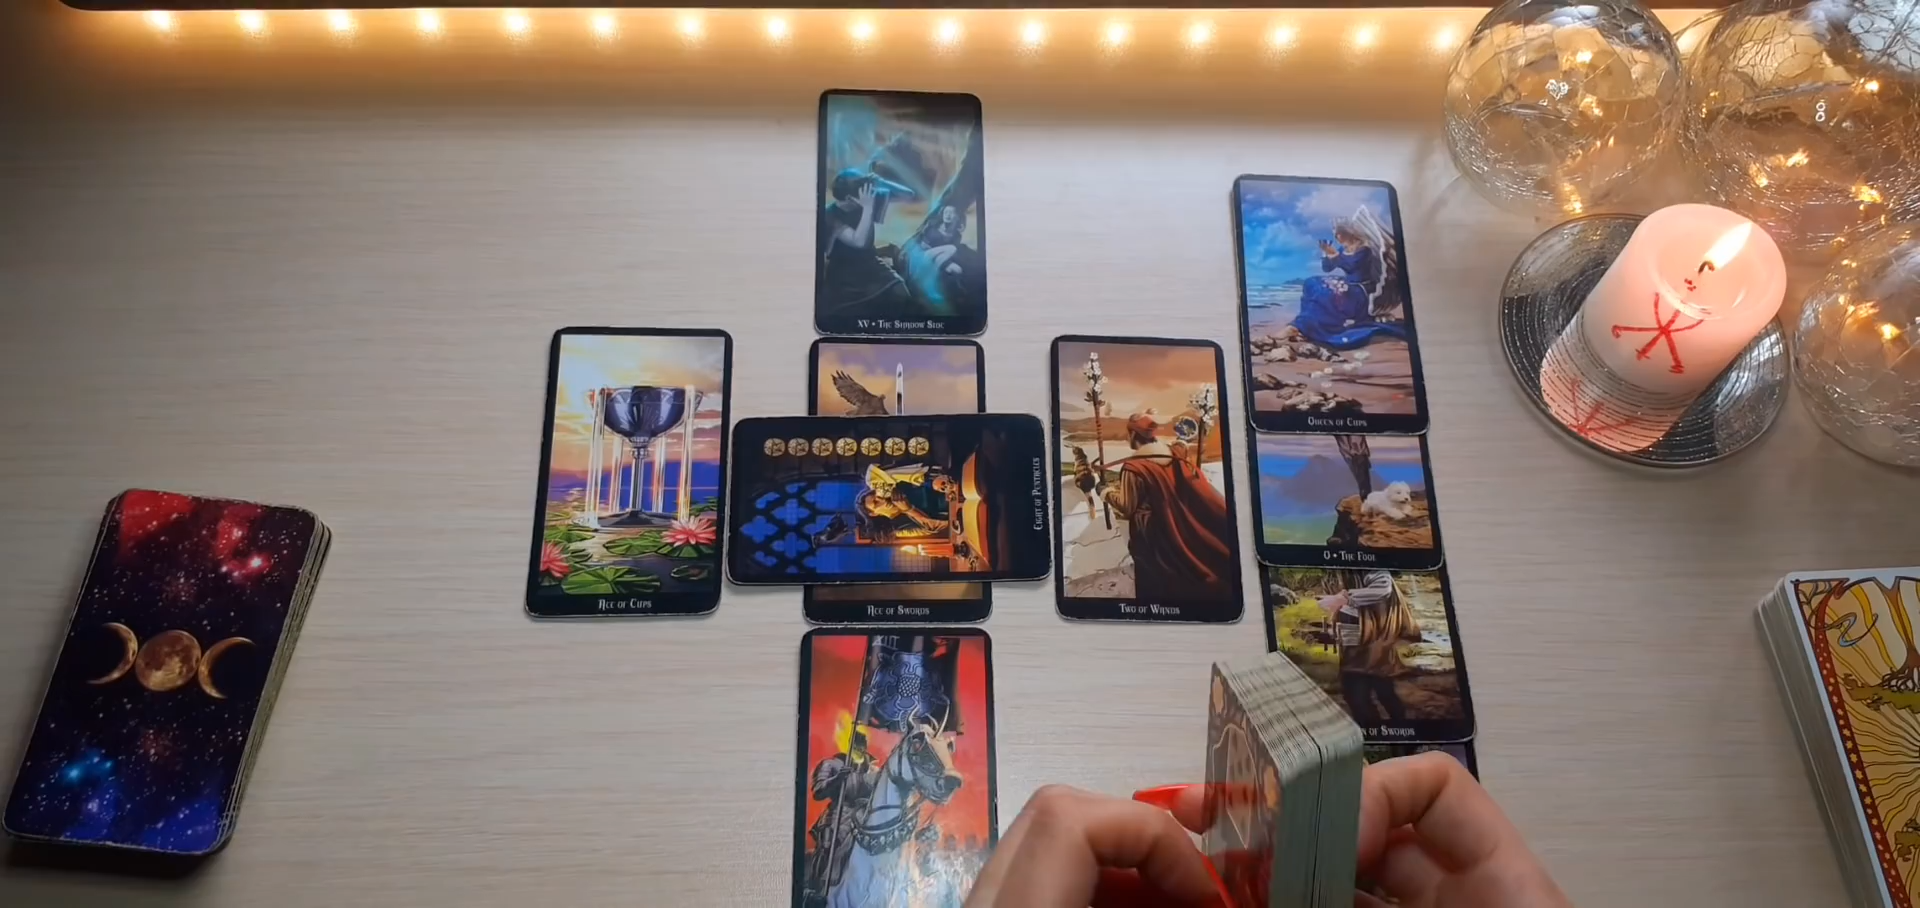 XV • The Shadow Side
Queen of Cups
Eight of Pentacles
0 • The Fool
Ace of Cups
Ace of Swords
Two of Wands
XIII
of Swords